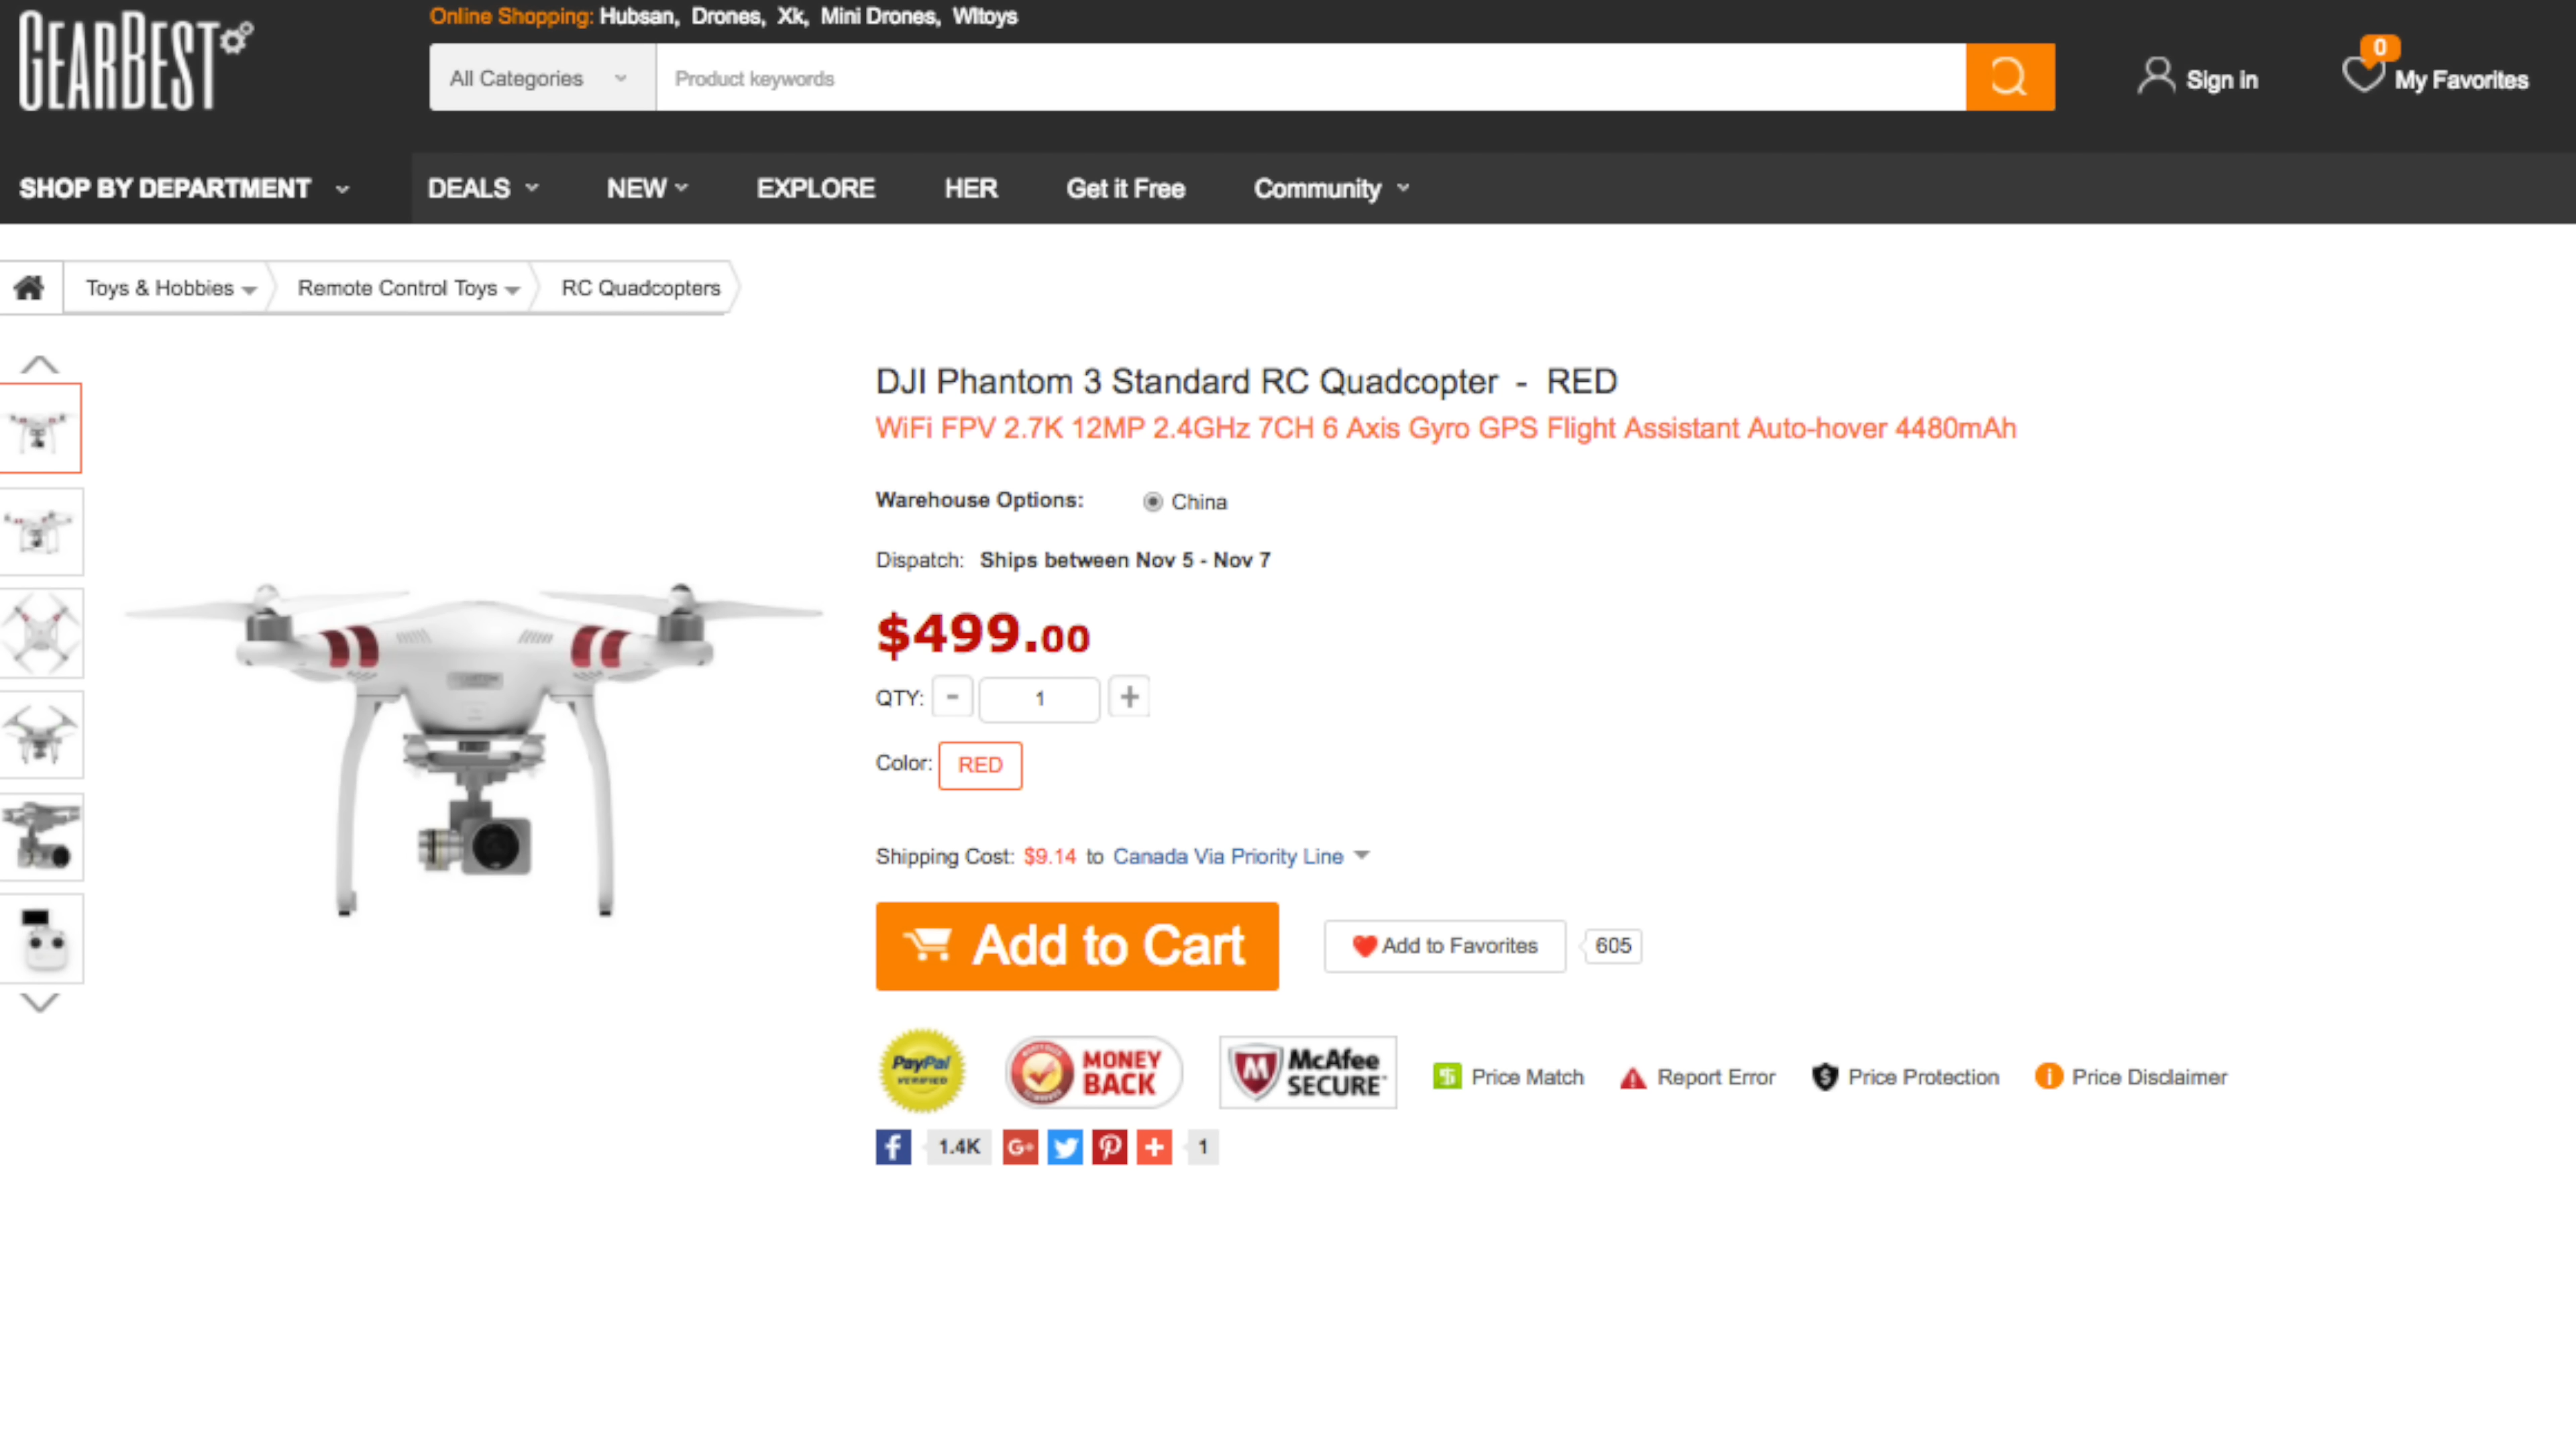 GEARBEST
Online Shopping: Hubsan, Drones, Xk, Mini Drones, Wltoys
All Categories
Product keywords
Sign in
0
My Favorites
SHOP BY DEPARTMENT
DEALS
NEW
EXPLORE
HER
Get it Free
Community
Toys & Hobbies
Remote Control Toys
RC Quadcopters
DJI Phantom 3 Standard RC Quadcopter - RED
WiFi FPV 2.7K 12MP 2.4GHz 7CH 6 Axis Gyro GPS Flight Assistant Auto-hover 4480mAh
Warehouse Options: China
Dispatch: Ships between Nov 5 - Nov 7
$499.00
QTY: - 1 +
Color: RED
Shipping Cost: $9.14 to Canada Via Priority Line
Add to Cart
Add to Favorites
605
PayPal
VERIFIED
MONEY
BACK
McAfee
SECURE
Price Match
Report Error
Price Protection
Price Disclaimer
f 1.4K G+ 1